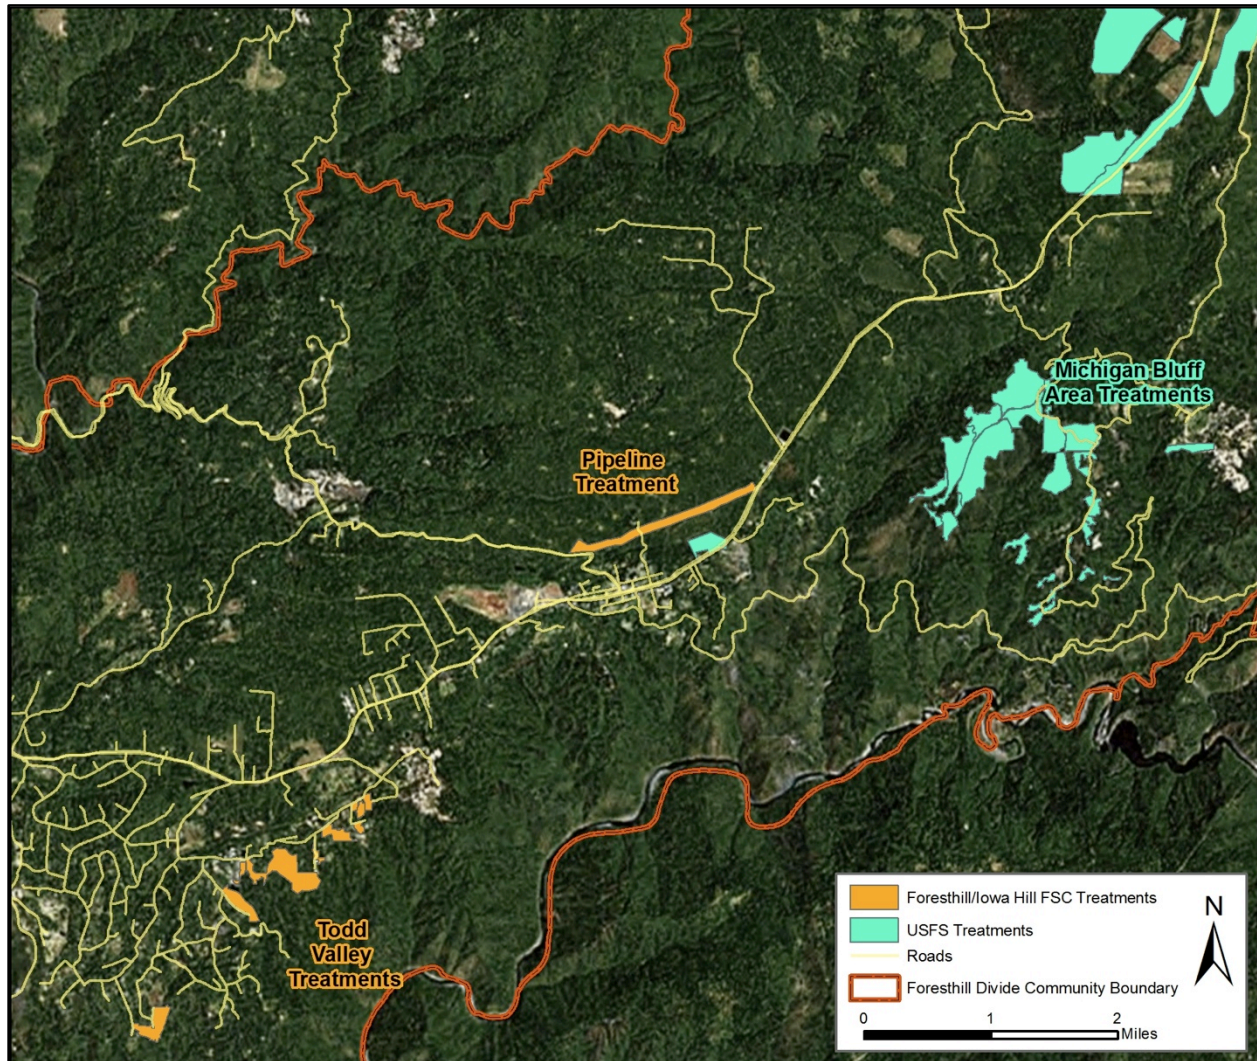 Michigan Bluff
Area Treatments
Pipeline
Treatment
Todd
Valley
Treatments
Foresthill/Iowa Hill FSC Treatments
USFS Treatments
Roads
Foresthill Divide Community Boundary
N
0 1 2
Miles